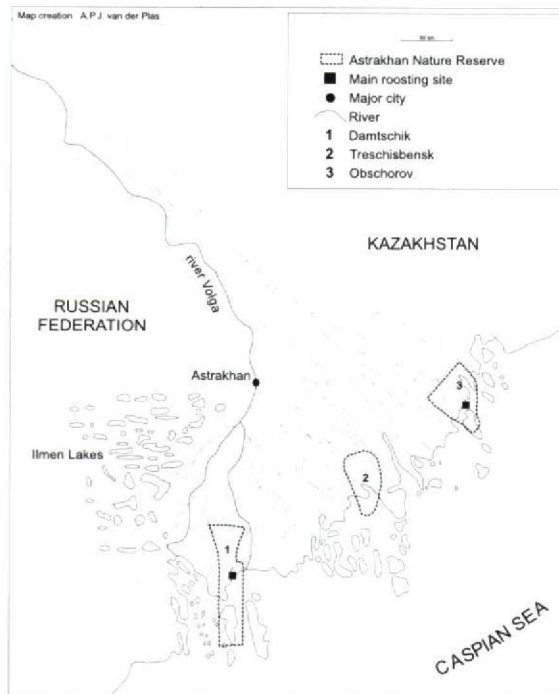 Map creation A.P.J. van der Plas
Astrakhan Nature Reserve
Main roosting site
Major city
River
1 Damtschik
2 Treschisbensk
3 Obschorov
KAZAKHSTAN
river Volga
RUSSIAN
FEDERATION
Astrakhan
3
Ilmen Lakes
2
1
CASPIAN SEA